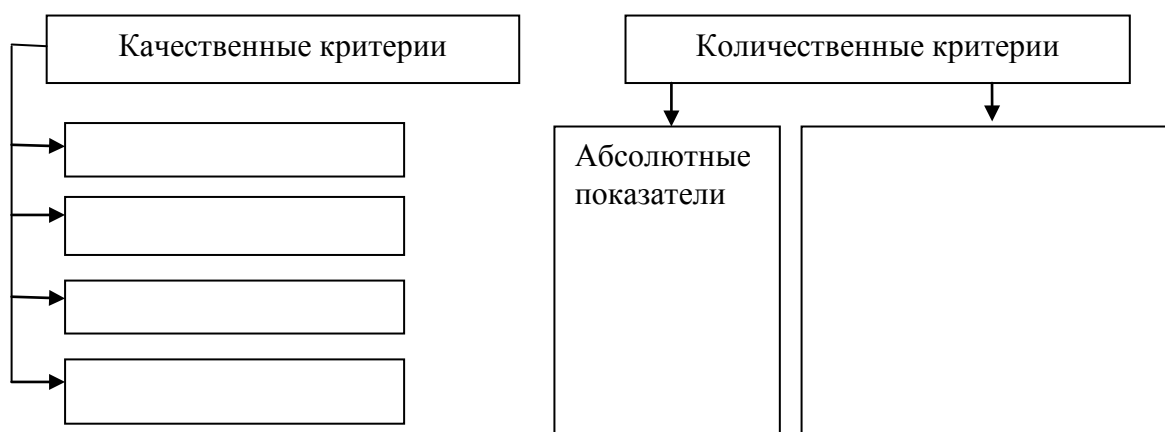 Качественные критерии
Количественные критерии
Абсолютные
показатели